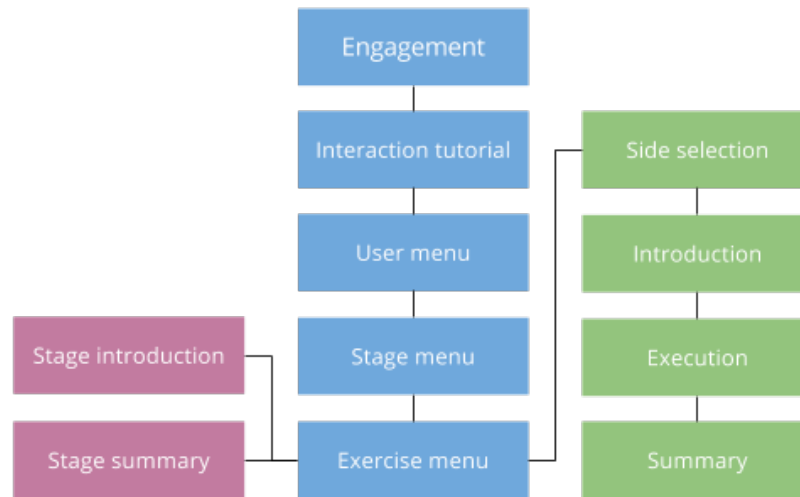 Engagement
Interaction tutorial
Side selection
User menu
Introduction
Stage introduction
Stage menu
Execution
Stage summary
Exercise menu
Summary